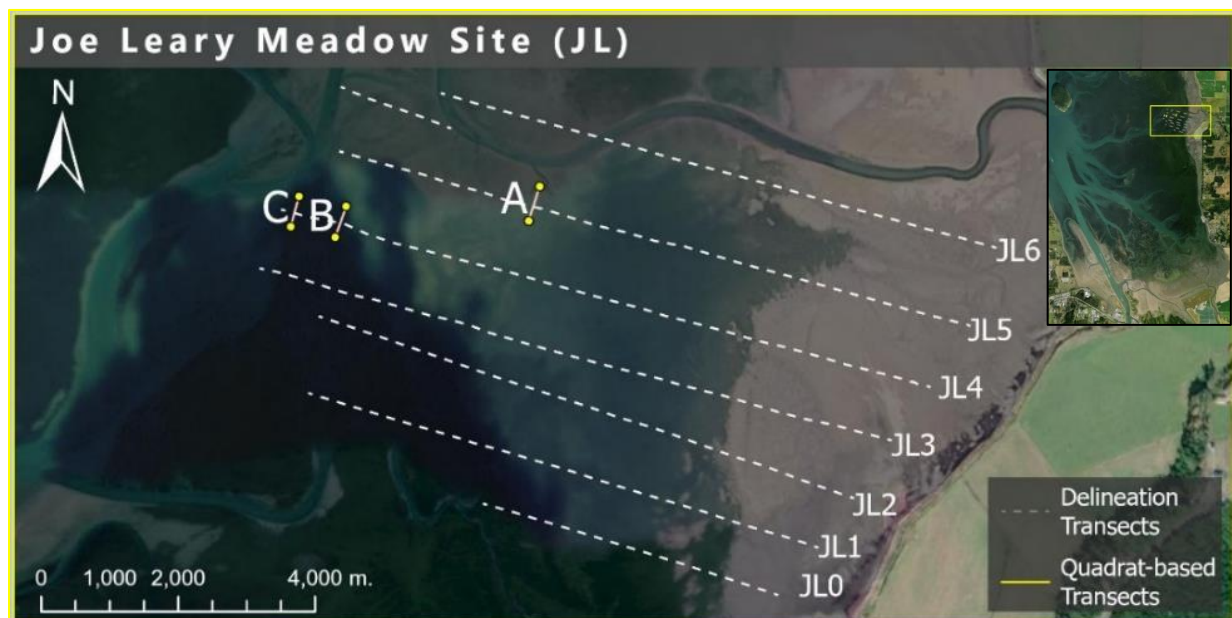 Joe Leary Meadow Site (JL)
N
C
B
A
JL6
JL5
JL4
JL3
JL2
JL1
JL0
0 1,000 2,000 4,000 m.
Delineation
Transects
Quadrat-based
Transects